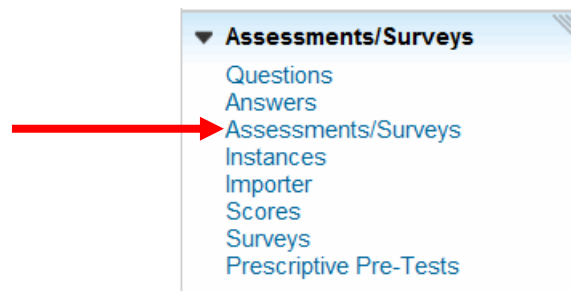 Assessments/Surveys
Questions
Answers
Assessments/Surveys
Instances
Importer
Scores
Surveys
Prescriptive Pre-Tests